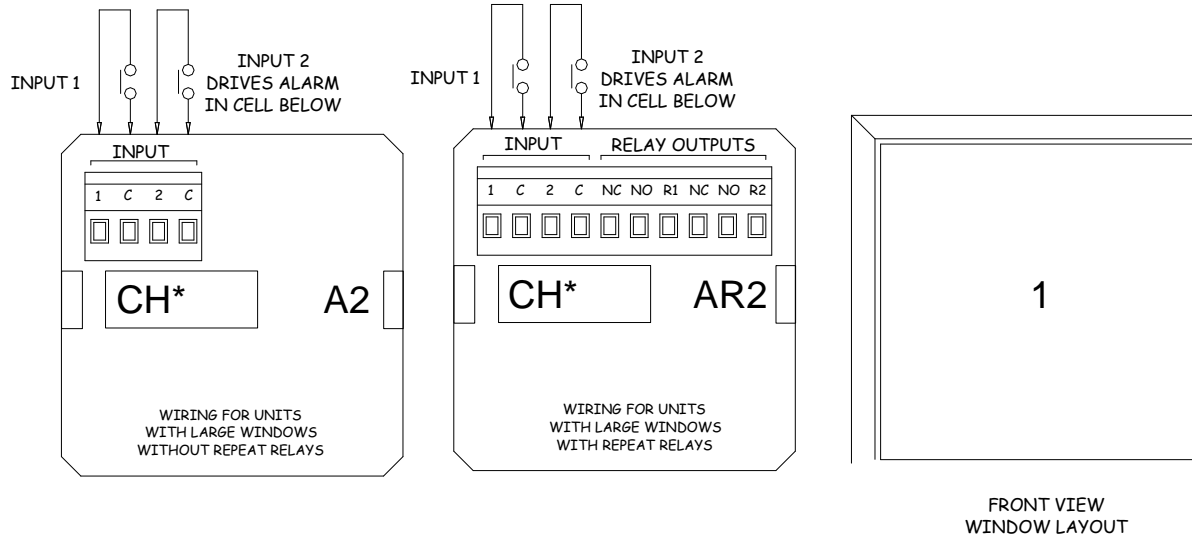 INPUT 1
INPUT 2
DRIVES ALARM
IN CELL BELOW
INPUT
1 C 2 C
CH*
A2
WIRING FOR UNITS
WITH LARGE WINDOWS
WITHOUT REPEAT RELAYS
INPUT 1
INPUT 2
DRIVES ALARM
IN CELL BELOW
INPUT RELAY OUTPUTS
1 C 2 C NC NO R1 NC NO R2
CH*
AR2
WIRING FOR UNITS
WITH LARGE WINDOWS
WITH REPEAT RELAYS
1
FRONT VIEW
WINDOW LAYOUT